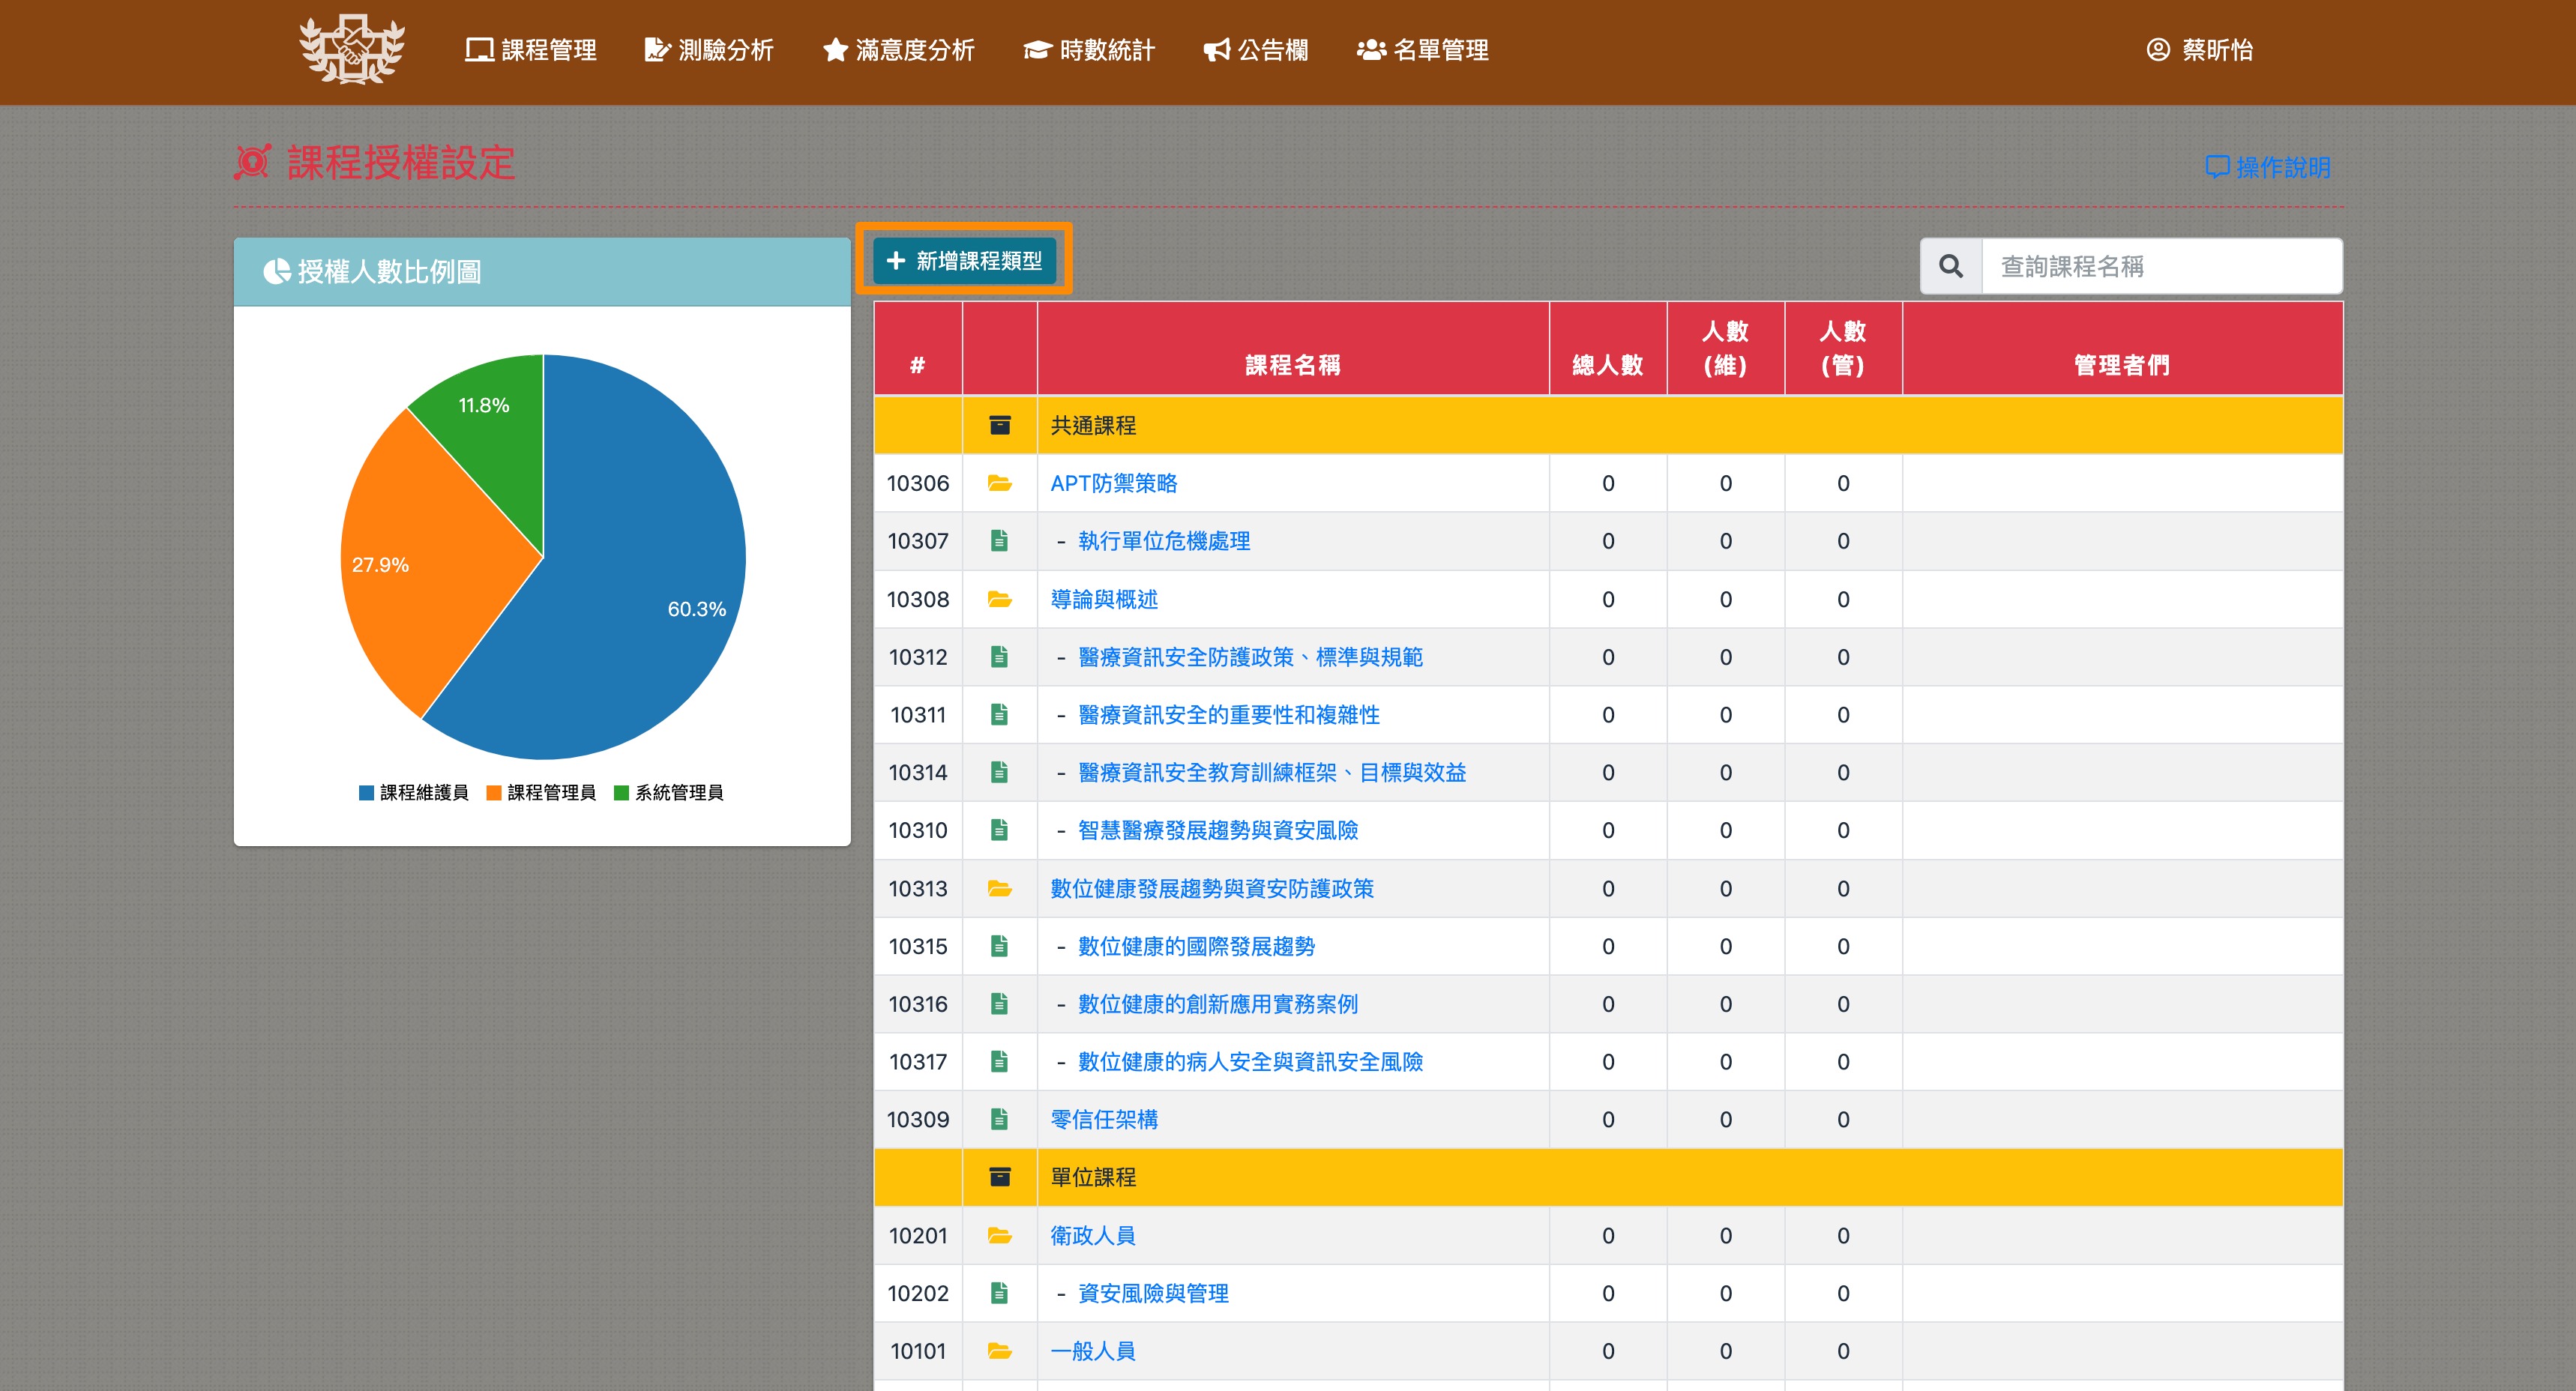 課程管理 測驗分析 滿意度分析 時數統計 公告欄 名單管理 蔡昕怡
課程授權設定
操作說明
授權人數比例圖
11.8%
27.9%
60.3%
課程維護員 課程管理員 系統管理員
+ 新增課程類型
查詢課程名稱
# 課程名稱 總人數 人數(維) 人數(管) 管理者們
共通課程
10306 APT防禦策略 0 0 0
10307 - 執行單位危機處理 0 0 0
10308 導論與概述 0 0 0
10312 - 醫療資訊安全防護政策、標準與規範 0 0 0
10311 - 醫療資訊安全的重要性和複雜性 0 0 0
10314 - 醫療資訊安全教育訓練框架、目標與效益 0 0 0
10310 - 智慧醫療發展趨勢與資安風險 0 0 0
10313 數位健康發展趨勢與資安防護政策 0 0 0
10315 - 數位健康的國際發展趨勢 0 0 0
10316 - 數位健康的創新應用實務案例 0 0 0
10317 - 數位健康的病人安全與資訊安全風險 0 0 0
10309 零信任架構 0 0 0
單位課程
10201 衛政人員 0 0 0
10202 - 資安風險與管理 0 0 0
10101 一般人員 0 0 0